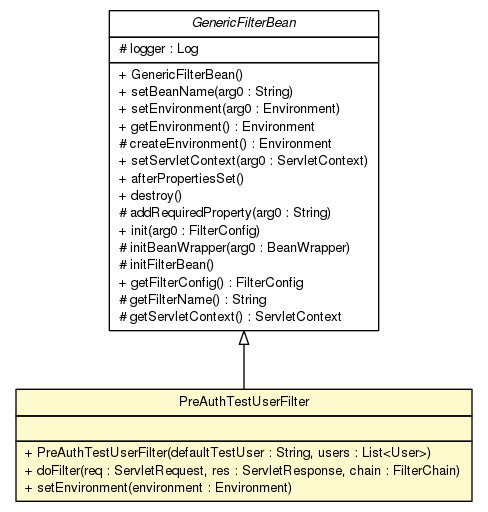 GenericFilterBean
# logger : Log
+ GenericFilterBean()
+ setBeanName(arg0 : String)
+ setEnvironment(arg0 : Environment)
+ getEnvironment() : Environment
# createEnvironment() : Environment
+ setServletContext(arg0 : ServletContext)
+ afterPropertiesSet()
+ destroy()
# addRequiredProperty(arg0 : String)
+ init(arg0 : FilterConfig)
# initBeanWrapper(arg0 : BeanWrapper)
# initFilterBean()
+ getFilterConfig() : FilterConfig
# getFilterName() : String
# getServletContext() : ServletContext
PreAuthTestUserFilter
+ PreAuthTestUserFilter(defaultTestUser : String, users : List<User>)
+ doFilter(req : ServletRequest, res : ServletResponse, chain : FilterChain)
+ setEnvironment(environment : Environment)